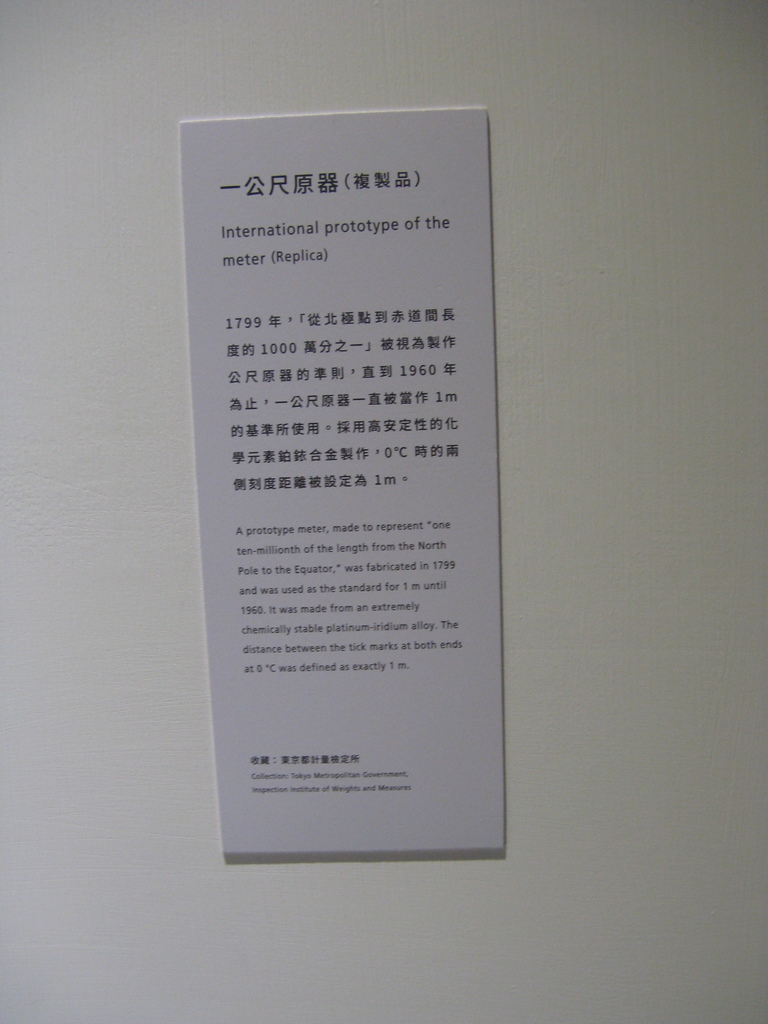 一公尺原器(複製品)
International prototype of the
meter (Replica)
1799 年,「從北極點到赤道間長
度的 1000 萬分之一」被視為製作
公尺原器的準則,直到 1960 年
為止,一公尺原器一直被當作 1m
的基準所使用。採用高安定性的化
學元素鉑銥合金製作,0℃ 時的兩
側刻度距離被設定為 1m。
A prototype meter, made to represent "one
ten-millionth of the length from the North
Pole to the Equator," was fabricated in 1799
and was used as the standard for 1 m until
1960. It was made from an extremely
chemically stable platinum-iridium alloy. The
distance between the tick marks at both ends
at 0 °C was defined as exactly 1 m.
收藏:東京都計量檢定所
Collection: Tokyo Metropolitan Government,
Inspection Institute of Weights and Measures